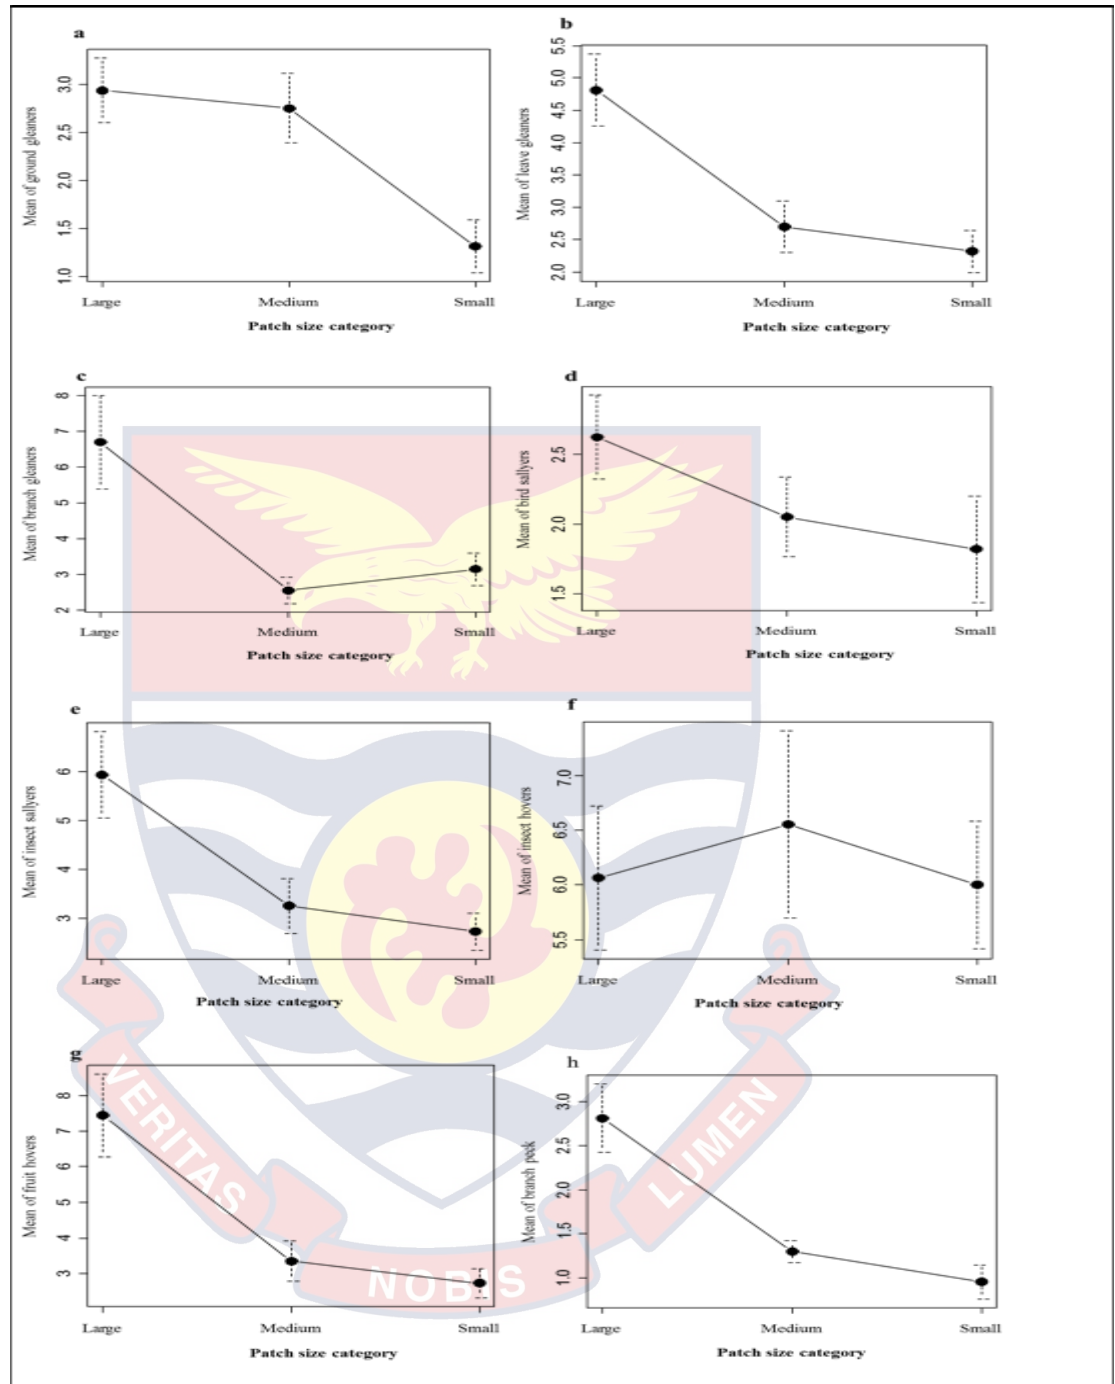 a
Mean of ground gleaners
3.0
2.5
2.0
1.5
1.0
Large Medium Small
Patch size category
b
Mean of leave gleaners
5.5
5.0
4.5
4.0
3.5
3.0
2.5
2.0
Large Medium Small
Patch size category
c
Mean of branch gleaners
8
7
6
5
4
3
2
Large Medium Small
Patch size category
d
Mean of bird sallyers
2.5
2.0
1.5
Large Medium Small
Patch size category
e
Mean of insect sallyers
6
5
4
3
Large Medium Small
Patch size category
f
Mean of insect hovers
7.0
6.5
6.0
5.5
Large Medium Small
Patch size category
g
Mean of fruit hovers
8
7
6
5
4
3
Large Medium Small
Patch size category
h
Mean of branch peck
3.0
2.5
2.0
1.5
1.0
Large Medium Small
Patch size category
VERITAS
NOBIS
LUMEN